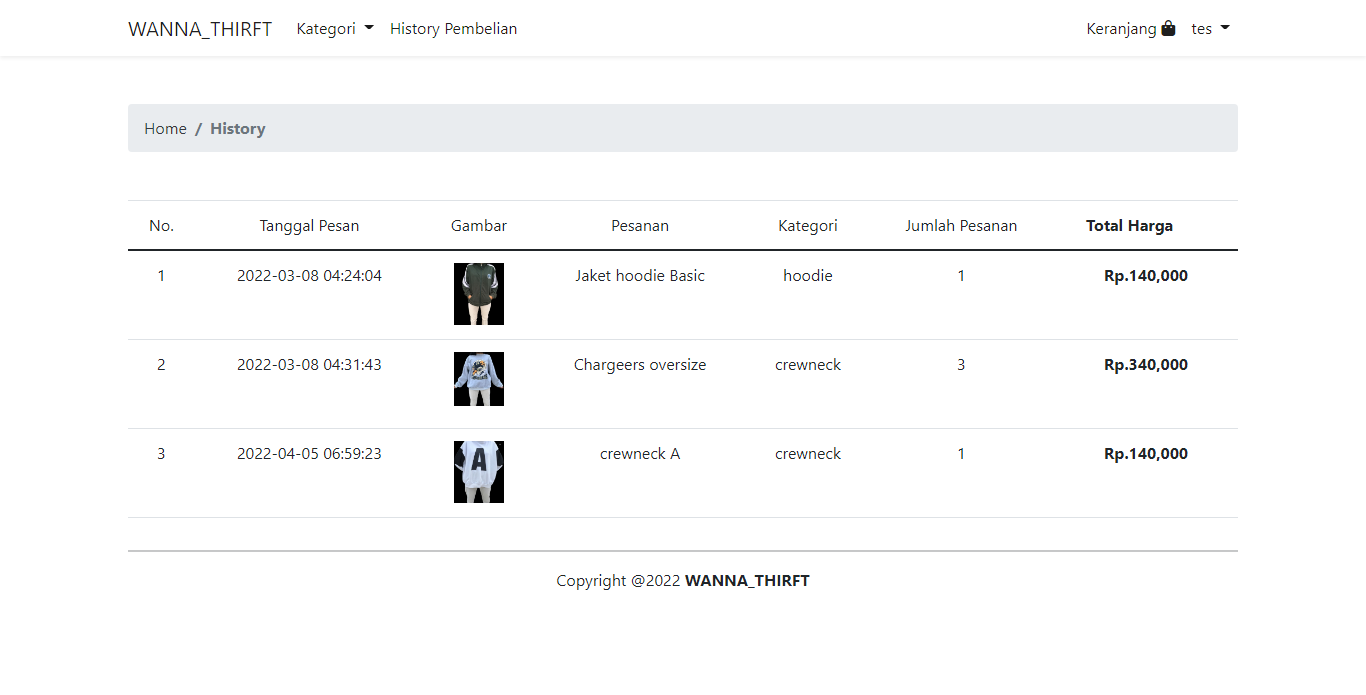 WANNA_THIRFT Kategori History Pembelian Keranjang tes
Home / History
No. Tanggal Pesan Gambar Pesanan Kategori Jumlah Pesanan Total Harga
1 2022-03-08 04:24:04 Jaket hoodie Basic hoodie 1 Rp.140,000
2 2022-03-08 04:31:43 Chargeers oversize crewneck 3 Rp.340,000
3 2022-04-05 06:59:23 A crewneck A crewneck 1 Rp.140,000
Copyright @2022 WANNA_THIRFT